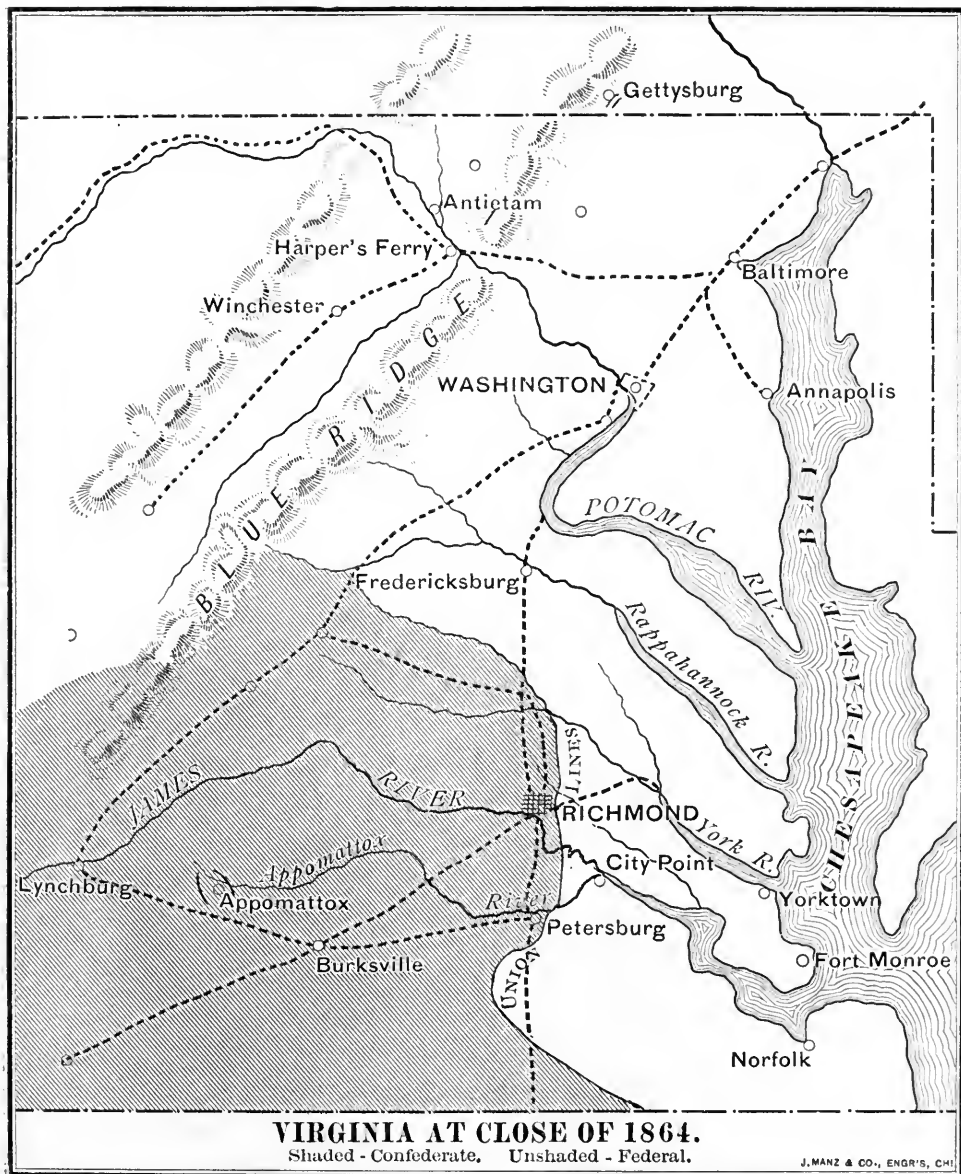 Gettysburg
Antietam
Harper's Ferry
Baltimore
Winchester
WASHINGTON
Annapolis
BLUE RIDGE
POTOMAC RIV.
CHESAPEAKE BAY
Fredericksburg
Rappahannock R.
UNION LINES
JAMES RIVER
RICHMOND
York R.
City Point
Appomattox River
Lynchburg
Appomattox
Yorktown
Petersburg
Burksville
Fort Monroe
Norfolk
VIRGINIA AT CLOSE OF 1864.
Shaded - Confederate. Unshaded - Federal.
J. MANZ & CO., ENGR'S, CHI